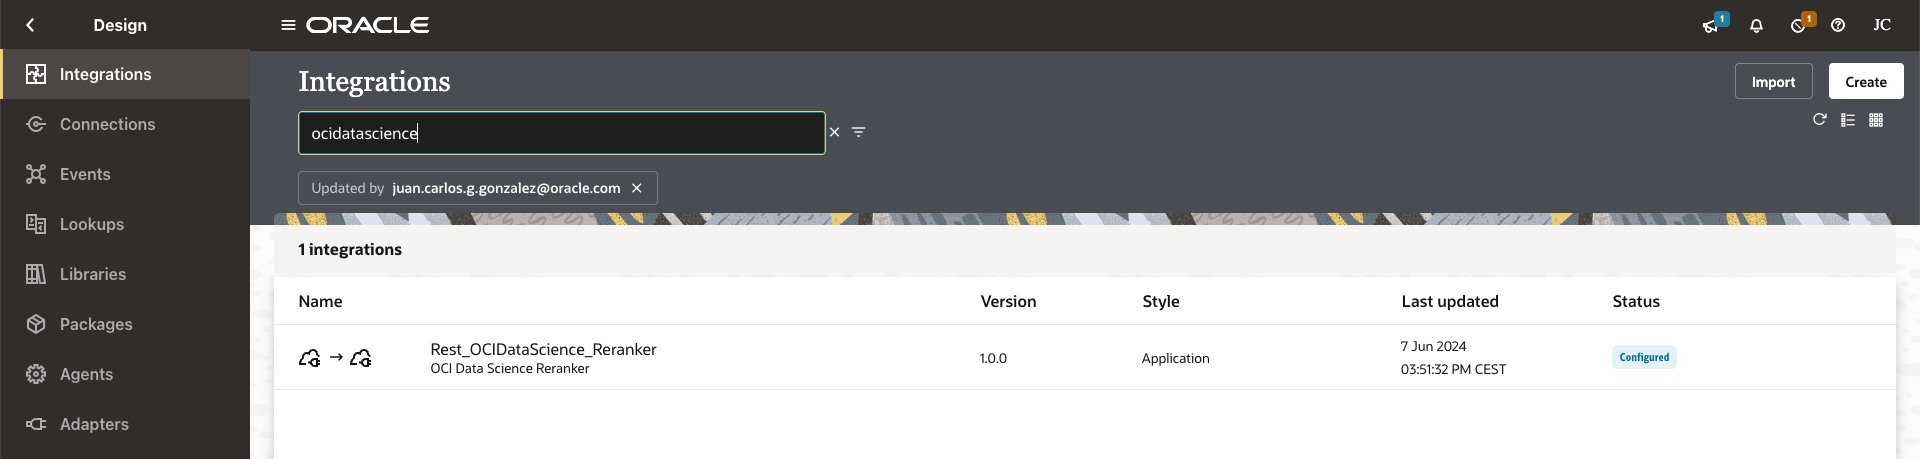 Design
ORACLE
1
1
JC
Integrations
Connections
Events
Lookups
Libraries
Packages
Agents
Adapters
Integrations
Import
Create
ocidatascience
Updated by juan.carlos.g.gonzalez@oracle.com
1 integrations
Name Version Style Last updated Status
Rest_OCIDataScience_Reranker
OCI Data Science Reranker
1.0.0
Application
7 Jun 2024
03:51:32 PM CEST
Configured